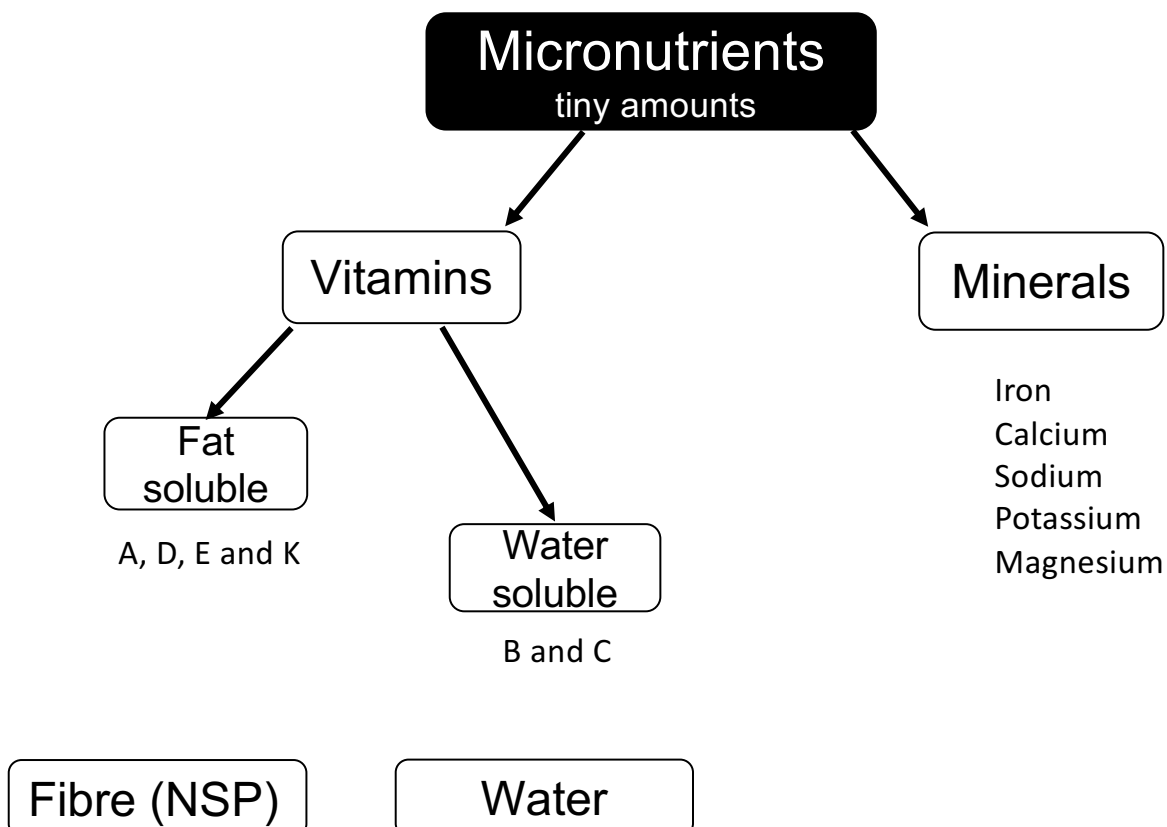 Micronutrients
tiny amounts
Vitamins
Minerals
Fat
soluble
A, D, E and K
Water
soluble
B and C
Iron
Calcium
Sodium
Potassium
Magnesium
Fibre (NSP)
Water